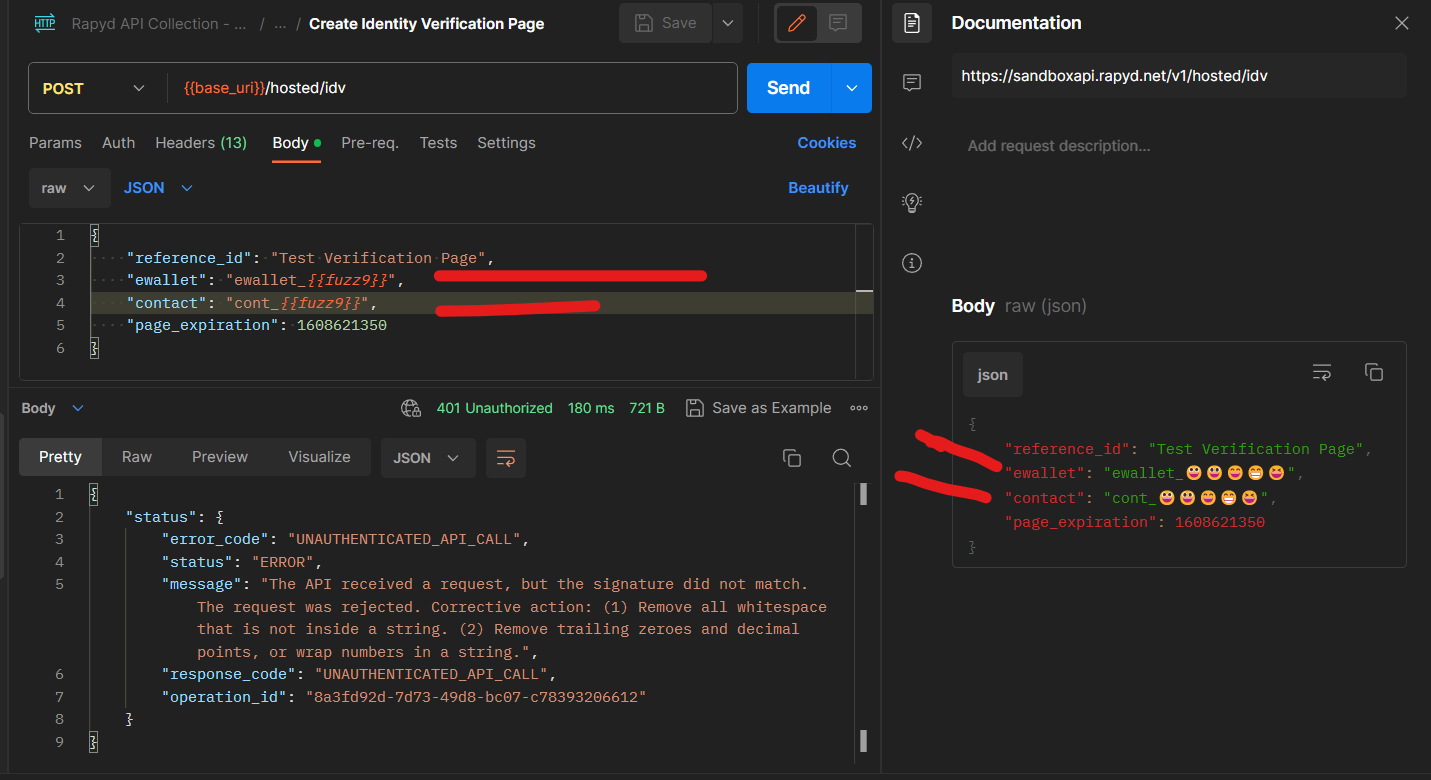 HTTP Rapyd API Collection - ... / ... / Create Identity Verification Page Save
POST {{base_uri}}/hosted/idv Send
Params Auth Headers (13) Body Pre-req. Tests Settings Cookies
raw JSON Beautify
1 {
2 "reference_id": "Test Verification Page",
3 "ewallet": "ewallet_{{fuzz9}}",
4 "contact": "cont_{{fuzz9}}",
5 "page_expiration": 1608621350
6 }
Body 401 Unauthorized 180 ms 721 B Save as Example
Pretty Raw Preview Visualize JSON
1 {
2 "status": {
3 "error_code": "UNAUTHENTICATED_API_CALL",
4 "status": "ERROR",
5 "message": "The API received a request, but the signature did not match.
The request was rejected. Corrective action: (1) Remove all whitespace
that is not inside a string. (2) Remove trailing zeroes and decimal
points, or wrap numbers in a string.",
6 "response_code": "UNAUTHENTICATED_API_CALL",
7 "operation_id": "8a3fd92d-7d73-49d8-bc07-c78393206612"
8 }
9 }
Documentation
https://sandboxapi.rapyd.net/v1/hosted/idv
Add request description...
Body raw (json)
json
{
"reference_id": "Test Verification Page",
"ewallet": "ewallet_😀😃😄😁😆",
"contact": "cont_😀😃😄😁😆",
"page_expiration": 1608621350
}